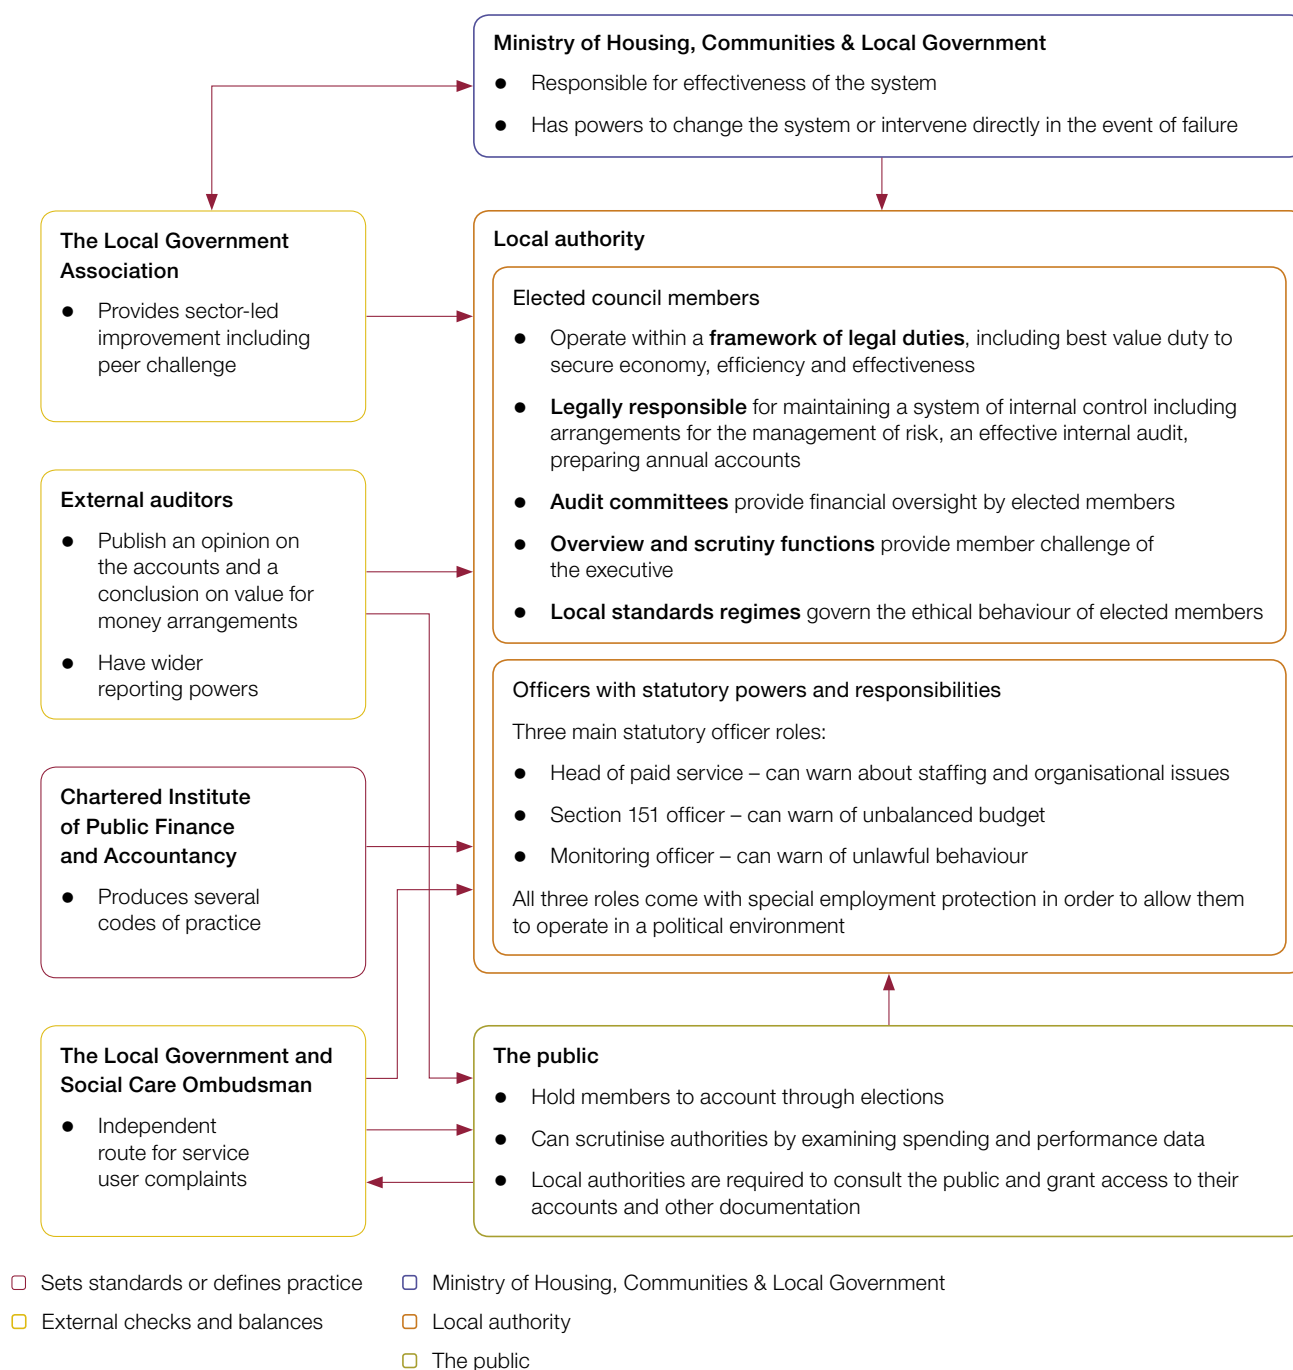 Ministry of Housing, Communities & Local Government
● Responsible for effectiveness of the system
● Has powers to change the system or intervene directly in the event of failure
The Local Government
Association
● Provides sector-led
improvement including
peer challenge
Local authority
Elected council members
● Operate within a framework of legal duties, including best value duty to
secure economy, efficiency and effectiveness
● Legally responsible for maintaining a system of internal control including
arrangements for the management of risk, an effective internal audit,
preparing annual accounts
● Audit committees provide financial oversight by elected members
● Overview and scrutiny functions provide member challenge of
the executive
● Local standards regimes govern the ethical behaviour of elected members
External auditors
● Publish an opinion on
the accounts and a
conclusion on value for
money arrangements
● Have wider
reporting powers
Officers with statutory powers and responsibilities
Three main statutory officer roles:
● Head of paid service – can warn about staffing and organisational issues
● Section 151 officer – can warn of unbalanced budget
● Monitoring officer – can warn of unlawful behaviour
All three roles come with special employment protection in order to allow them
to operate in a political environment
Chartered Institute
of Public Finance
and Accountancy
● Produces several
codes of practice
The Local Government and
Social Care Ombudsman
● Independent
route for service
user complaints
The public
● Hold members to account through elections
● Can scrutinise authorities by examining spending and performance data
● Local authorities are required to consult the public and grant access to their
accounts and other documentation
Sets standards or defines practice
External checks and balances
Ministry of Housing, Communities & Local Government
Local authority
The public